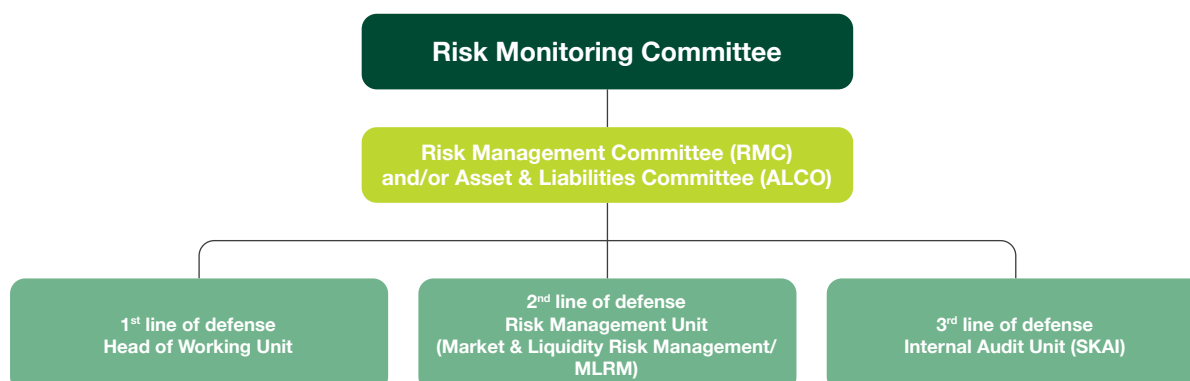 Risk Monitoring Committee
Risk Management Committee (RMC)
and/or Asset & Liabilities Committee (ALCO)
1st line of defense
Head of Working Unit
2nd line of defense
Risk Management Unit
(Market & Liquidity Risk Management/
MLRM)
3rd line of defense
Internal Audit Unit (SKAI)